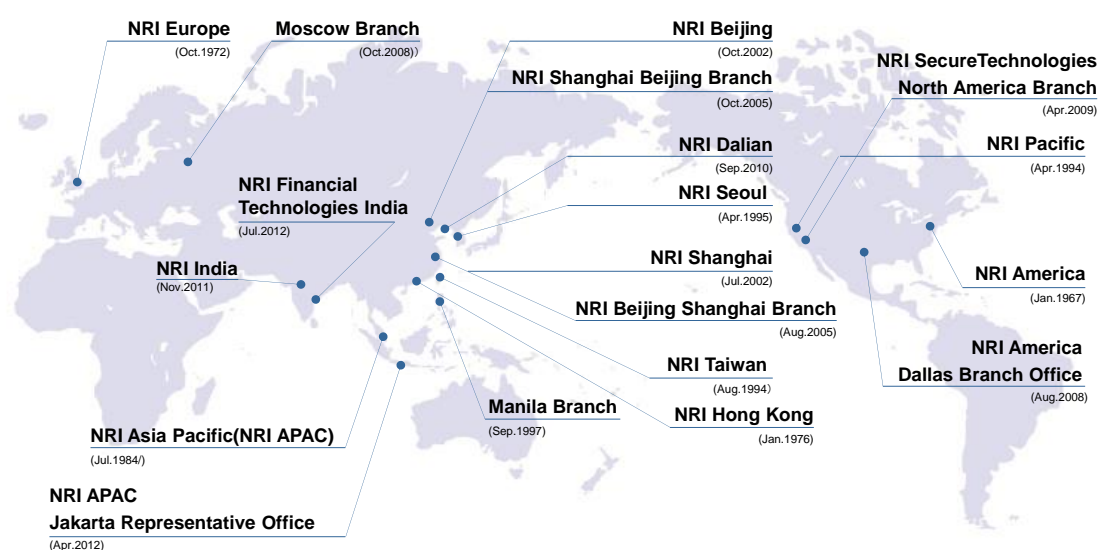 NRI Europe
(Oct.1972)
Moscow Branch
(Oct.2008))
NRI Beijing
(Oct.2002)
NRI Shanghai Beijing Branch
(Oct.2005)
NRI SecureTechnologies
North America Branch
(Apr.2009)
NRI Dalian
(Sep.2010)
NRI Pacific
(Apr.1994)
NRI Financial
Technologies India
(Jul.2012)
NRI Seoul
(Apr.1995)
NRI India
(Nov.2011)
NRI Shanghai
(Jul.2002)
NRI America
(Jan.1967)
NRI Beijing Shanghai Branch
(Aug.2005)
NRI America
Dallas Branch Office
(Aug.2008)
NRI Taiwan
(Aug.1994)
Manila Branch
(Sep.1997)
NRI Hong Kong
(Jan.1976)
NRI Asia Pacific(NRI APAC)
(Jul.1984/)
NRI APAC
Jakarta Representative Office
(Apr.2012)